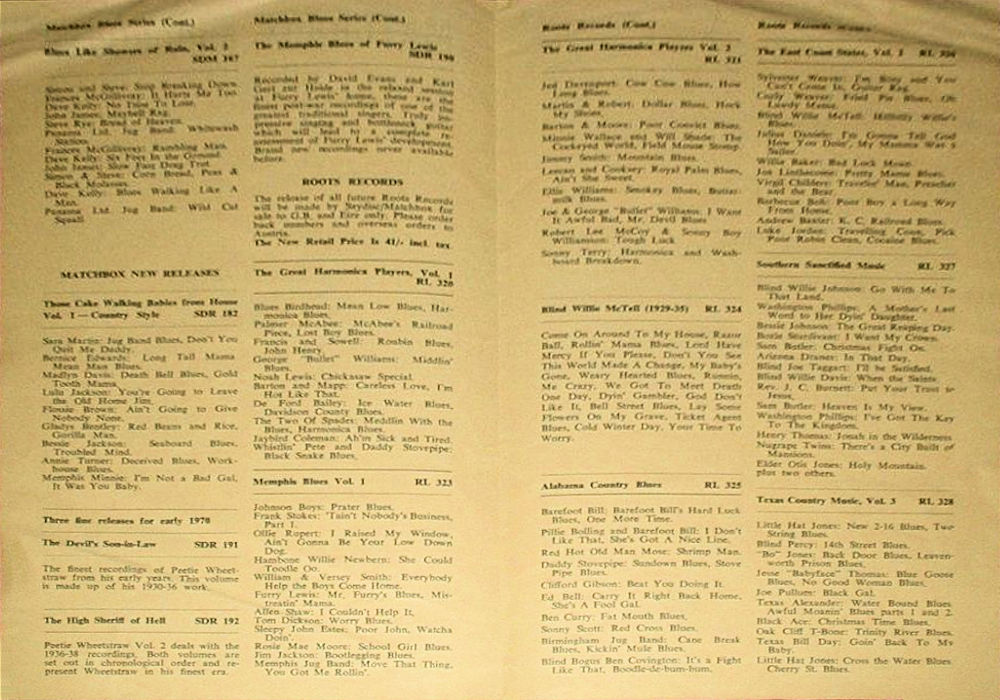 Matchbox Blues Series (Cont.)
Blues Like Showers of Rain, Vol. 2
SDM 167
Simon and Steve: Stop Breaking Down.
Frances McGillivray: It Hurts Me Too.
Dave Kelly: No Time To Lose.
John James: Maybell Rag.
Steve Rye: Bread of Heaven.
Panama Ltd. Jug Band: Whitewash
Station.
Frances McGillivray: Rambling Man.
Dave Kelly: Six Feet In the Ground.
John James: Slow Fast Doug Trot.
Simon & Steve: Corn Bread, Peas &
Black Molasses.
Dave Kelly: Blues Walking Like A
Man.
Panama Ltd. Jug Band: Wild Cat
Squall
MATCHBOX NEW RELEASES
Those Cake Walking Babies from Home
Vol. 1 — Country Style SDR 182
Sara Martin: Jug Band Blues, Don't You
Quit Me Daddy.
Bernice Edwards: Long Tall Mama
Mean Man Blues.
Madlyn Davis: Death Bell Blues, Gold
Tooth Mama.
Lulu Jackson: You're Going to Leave
the Old Home Jim.
Flossie Brown: Ain't Going to Give
Nobody None.
Gladys Bentley: Red Beans and Rice,
Gorilla Man.
Bessie Jackson: Seaboard Blues,
Troubled Mind.
Annie Turner: Deceived Blues, Work-
house Blues.
Memphis Minnie: I'm Not a Bad Gal,
It Was You Baby.
Three fine releases for early 1970
The Devil's Son-in-Law SDR 191
The finest recordings of Peetie Wheet-
straw from his early years. This volume
is made up of his 1930-36 work.
The High Sheriff of Hell SDR 192
Peetie Wheetstraw Vol. 2 deals with the
1936-38 recordings. Both volumes are
set out in chronological order and re-
present Wheetstraw in his finest era.
Matchbox Blues Series (Cont.)
The Memphis Blues of Furry Lewis
SDR 190
Recorded by David Evans and Karl
Gert zur Heide in the relaxed session
at Furry Lewis' home, these are the
finest post-war recordings of one of the
greatest traditional singers. Truly im-
pressive singing and bottleneck guitar
which will lead to a complete re-
assessment of Furry Lewis' development.
Brand new recordings never available
before.
ROOTS RECORDS
The release of all future Roots Records
will be made by Saydisc/Matchbox for
sale to G.B. and Eire only. Please order
back numbers and overseas orders to
Austria.
The New Retail Price is 41/- incl. tax
The Great Harmonica Players, Vol. 1
RL 320
Blues Birdhead: Mean Low Blues, Har-
monica Blues.
Palmer McAbee: McAbee's Railroad
Piece, Lost Boy Blues.
Francis and Sowell: Roubin Blues,
John Henry.
George "Bullet" Williams: Middlin'
Blues.
Noah Lewis: Chickasaw Special.
Barton and Mapp: Careless Love, I'm
Hot Like That.
De Ford Bailey: Ice Water Blues,
Davidson County Blues.
The Two Of Spades: Meddlin With the
Blues, Harmonica Blues.
Jaybird Coleman: Ah'm Sick and Tired.
Whistlin' Pete and Daddy Stovepipe:
Black Snake Blues.
Memphis Blues Vol. 1 RL 323
Johnson Boys: Prater Blues.
Frank Stokes: 'Tain't Nobody's Business,
Part 1.
Ollie Rupert: I Raised My Window,
Ain't Gonna Be Your Low Down
Dog.
Hambone Willie Newbern: She Could
Toodle Oo.
William & Versey Smith: Everybody
Help the Boys Come Home.
Furry Lewis: Mr. Furry's Blues, Mis-
treatin' Mama.
Allen Shaw: I Couldn't Help It.
Tom Dickson: Worry Blues.
Sleepy John Estes: Poor John, Watcha
Doin'.
Rosie Mae Moore: School Girl Blues.
Jim Jackson: Bootlegging Blues.
Memphis Jug Band: Move That Thing,
You Got Me Rollin'.
Roots Records (Cont.)
The Great Harmonica Players Vol. 2
RL 321
Jed Davenport: Cow Cow Blues, How
Long Blues.
Martin & Robert: Dollar Blues, Hock
My Shoes.
Barton & Moore: Poor Convict Blues.
Minnie Wallace and Will Shade: The
Cockeyed World, Field Mouse Stomp.
Jimmy Smith: Mountain Blues.
Leecan and Cooksey: Royal Palm Blues,
Ain't She Sweet.
Ellis Williams: Smokey Blues, Butter-
milk Blues.
Joe & George "Bullet" Williams: I Want
It Awful Bad, Mr. Devil Blues
Robert Lee McCoy & Sonny Boy
Williamson: Tough Luck
Sonny Terry: Harmonica and Wash-
board Breakdown.
Blind Willie McTell (1929-35) RL 324
Come On Around To My House, Razor
Ball, Rollin' Mama Blues, Lord Have
Mercy If You Please, Don't You See
This World Made A Change, My Baby's
Gone, Weary Hearted Blues, Runnin,
Me Crazy, We Got To Meet Death
One Day, Dyin' Gambler, God Don't
Like It, Bell Street Blues, Lay Some
Flowers On My Grave, Ticket Agent
Blues, Cold Winter Day, Your Time To
Worry.
Alabama Country Blues RL 325
Barefoot Bill: Barefoot Bill's Hard Luck
Blues, One More Time.
Pillie Bolling and Barefoot Bill: I Don't
Like That, She's Got A Nice Line.
Red Hot Old Man Mose: Shrimp Man.
Daddy Stovepipe: Sundown Blues, Stove
Pipe Blues.
Clifford Gibson: Beat You Doing It.
Ed Bell: Carry It Right Back Home,
She's A Fool Gal.
Ben Curry: Fat Mouth Blues.
Sonny Scott: Red Cross Blues.
Birmingham Jug Band: Cane Break
Blues, Kickin' Mule Blues.
Blind Bogus Ben Covington: It's a Fight
Like That, Boodle-de-bum-bum.
Roots Records
The East Coast States, Vol. 2 RL 326
Sylvester Weaver: I'm Busy and You
Can't Come In, Guitar Rag.
Curly Weaver: Fried Pie Blues, Oh
Lawdy Mama.
Blind Willie McTell: Hillbilly Willie's
Blues.
Julius Daniels: I'm Gonna Tell God
How You Doin', My Mamma Was a
Sailor.
Willie Baker: Bad Luck Moan.
Joe Linthecome: Pretty Mama Blues.
Virgil Childers: Traveler Man, Preacher
and the Bear.
Barbecue Bob: Poor Boy a Long Way
From Home.
Andrew Baxter: K. C. Railroad Blues.
Luke Jordan: Travelling Coon, Pick
Poor Robin Clean, Cocaine Blues.
Southern Sanctified Music RL 327
Blind Willie Johnson: Go With Me To
That Land.
Washington Phillips: A Mother's Last
Word to Her Dyin' Daughter.
Bessie Johnson: The Great Reaping Day.
Bozie Sturdivant: I Want My Crown.
Sam Butler: Christmas Fight On.
Arizona Dranes: In That Day.
Blind Joe Taggart: I'll be Satisfied.
Blind Willie Davis: When the Saints.
Rev. J. C. Burnett: Put Your Trust to
Jesus.
Sam Butler: Heaven Is My View.
Washington Phillips: I've Got The Key
To The Kingdom.
Henry Thomas: Jonah in the Wilderness
Nugrape Twins: There's a City Built of
Mansions.
Elder Otis Jones: Holy Mountain.
plus two others.
Texas Country Music, Vol. 3 RL 328
Little Hat Jones: New 2-16 Blues, Two
String Blues.
Blind Percy: 14th Street Blues.
"Bo" Jones: Back Door Blues, Leaven-
worth Prison Blues.
Jesse "Babyface" Thomas: Blue Goose
Blues, No Good Woman Blues.
Joe Pullum: Black Gal.
Texas Alexander: Water Bound Blues,
Awful Moanin' Blues parts 1 and 2.
Black Ace: Christmas Time Blues.
Oak Cliff T-Bone: Trinity River Blues.
Texas Bill Day: Goin' Back To My
Baby.
Little Hat Jones: Cross the Water Blues
Cherry St. Blues.